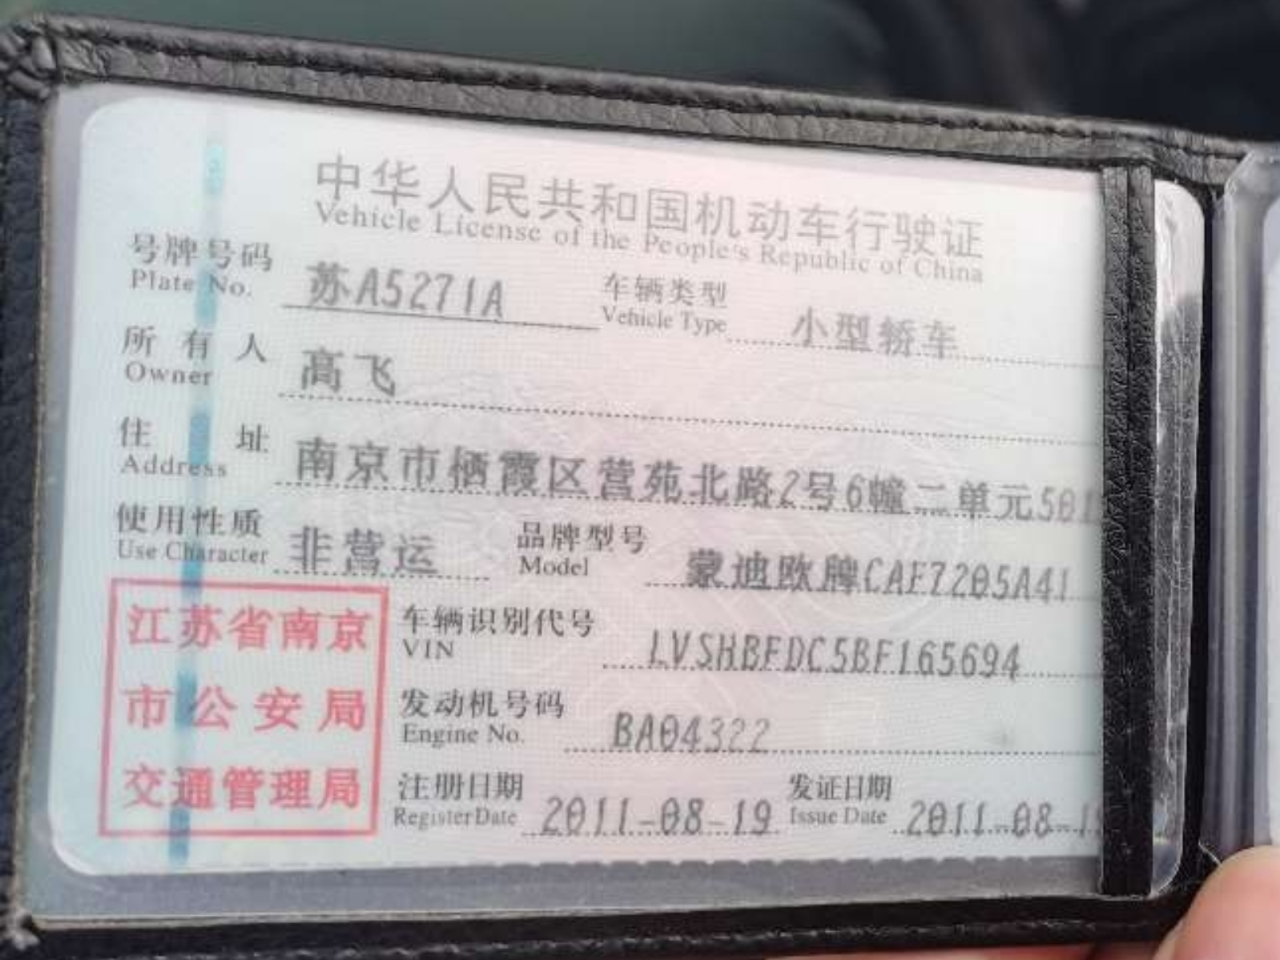 中华人民共和国机动车行驶证
Vehicle License of the People's Republic of China
号牌号码 苏A5271A 车辆类型 小型轿车
Plate No. Vehicle Type
所有人 高飞
Owner
住址 南京市栖霞区营苑北路2号6幢二单元501
Address
使用性质 非营运 品牌型号 蒙迪欧牌CAF7205A41
Use Character Model
江苏省南京
市公安局
交通管理局
车辆识别代号 LVSHBFDC5BF165694
VIN
发动机号码 BA04322
Engine No.
注册日期 2011-08-19 发证日期 2011-08-1
Register Date Issue Date